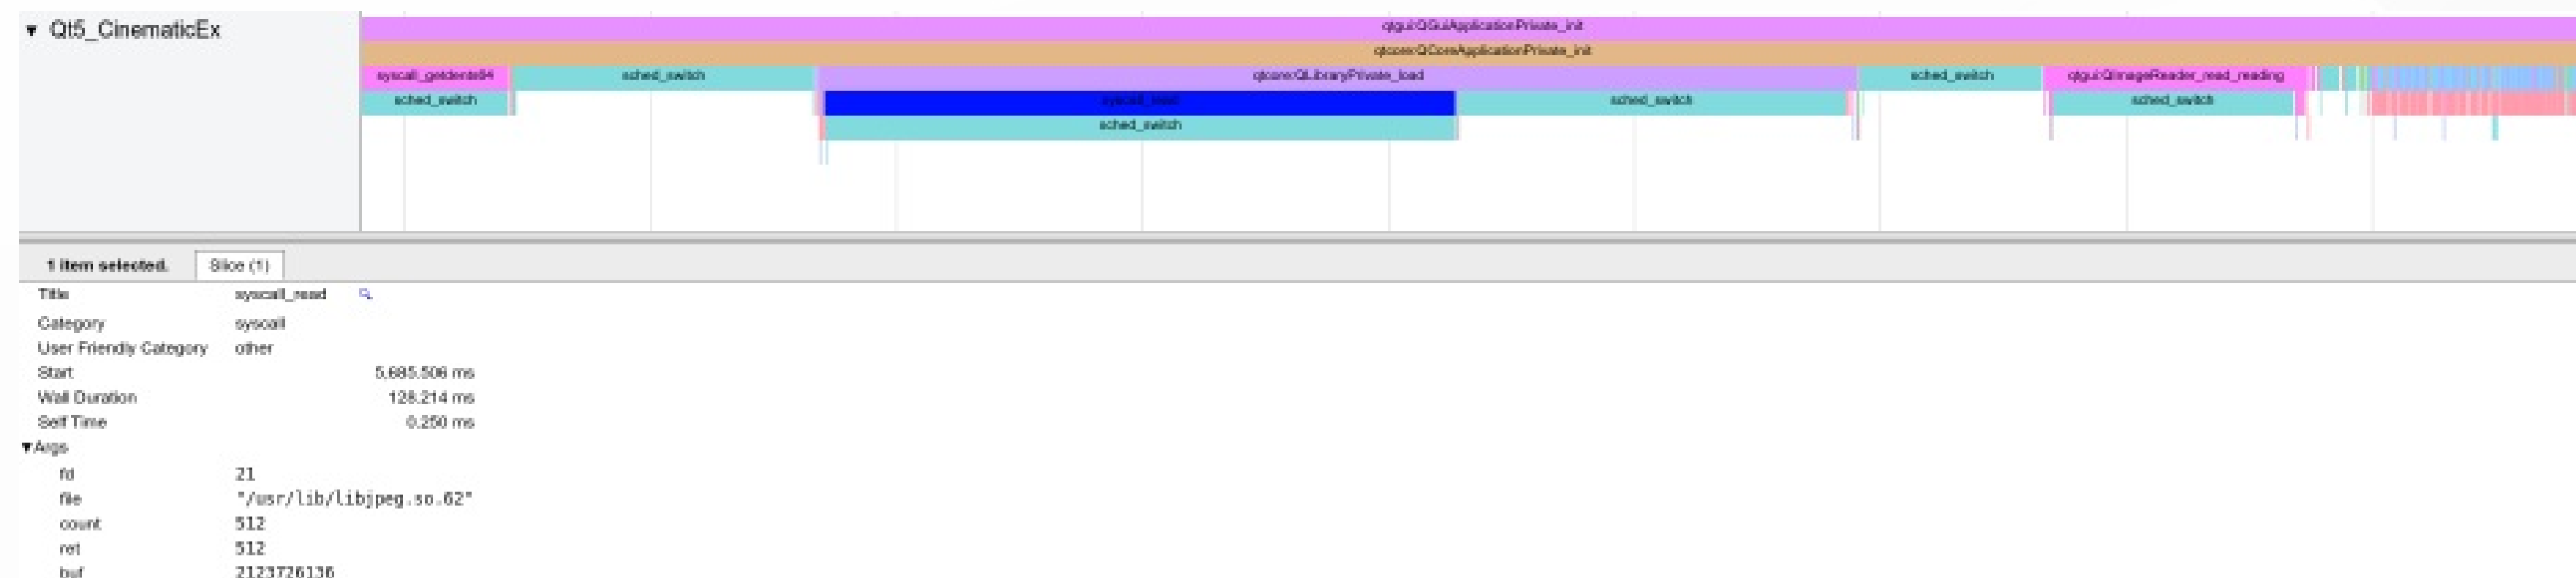 ▼ Qt5_CinematicEx
qtgui:QGuiApplicationPrivate_init
qtcore:QCoreApplicationPrivate_init
syscall_getdents64 sched_switch qtcore:QLibraryPrivate_load sched_switch qtgui:QImageReader_read_reading
sched_switch syscall_read sched_switch sched_switch
sched_switch
1 item selected. Slice (1)
Title syscall_read
Category syscall
User Friendly Category other
Start 5,685.506 ms
Wall Duration 128.214 ms
Self Time 0.250 ms
▼Args
fd 21
file "/usr/lib/libjpeg.so.62"
count 512
ret 512
buf 2123726136